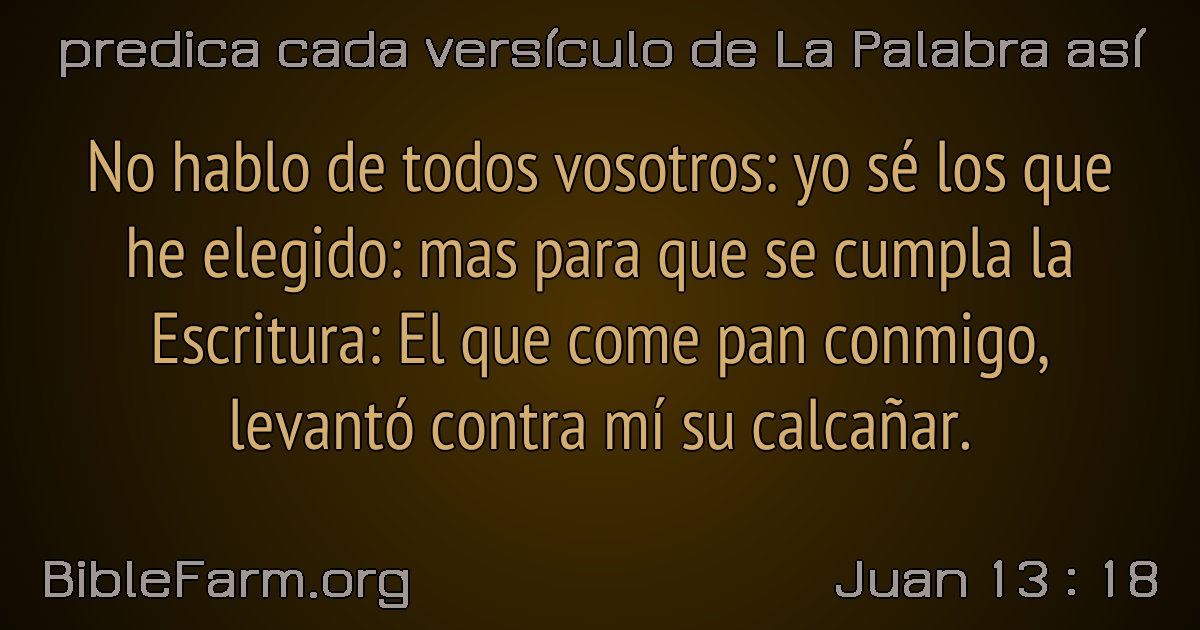 predica cada versículo de La Palabra así
No hablo de todos vosotros: yo sé los que
he elegido: mas para que se cumpla la
Escritura: El que come pan conmigo,
levantó contra mí su calcañar.
BibleFarm.org
Juan 13 : 18